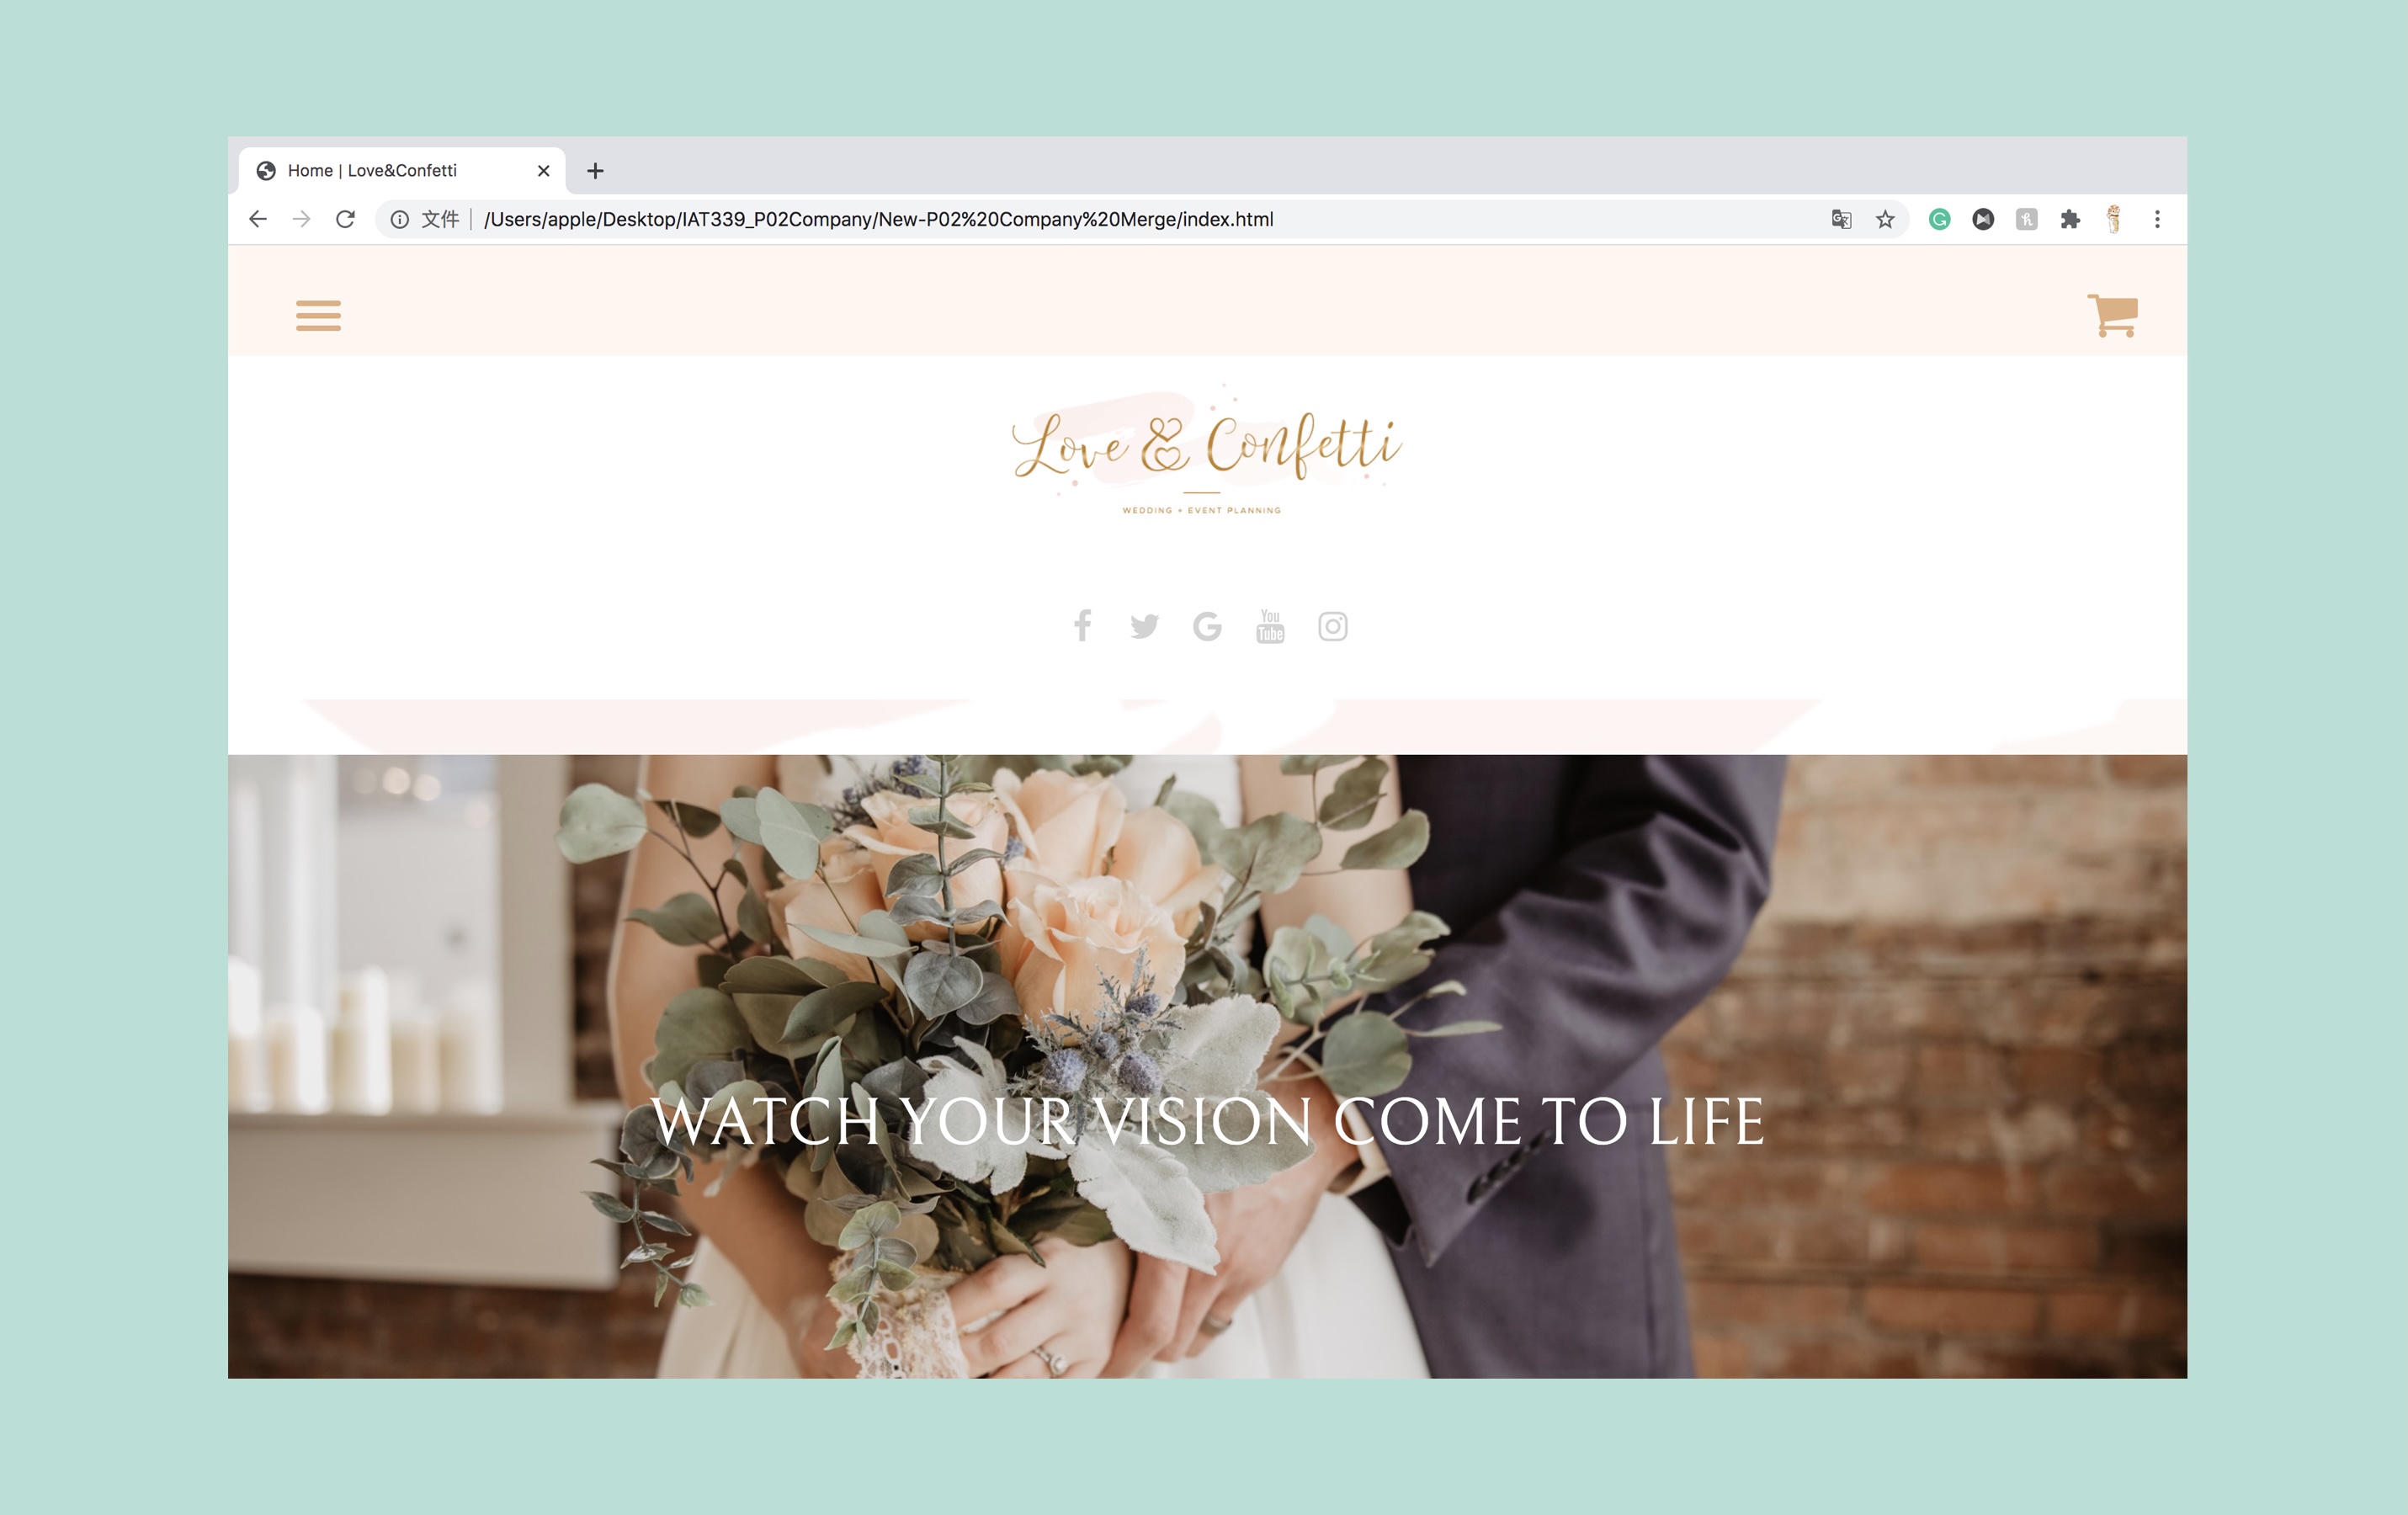 Home | Love&Confetti
文件 | /Users/apple/Desktop/IAT339_P02Company/New-P02%20Company%20Merge/index.html
Love & Confetti
WEDDING + EVENT PLANNING
You
Tube
WATCH YOUR VISION COME TO LIFE